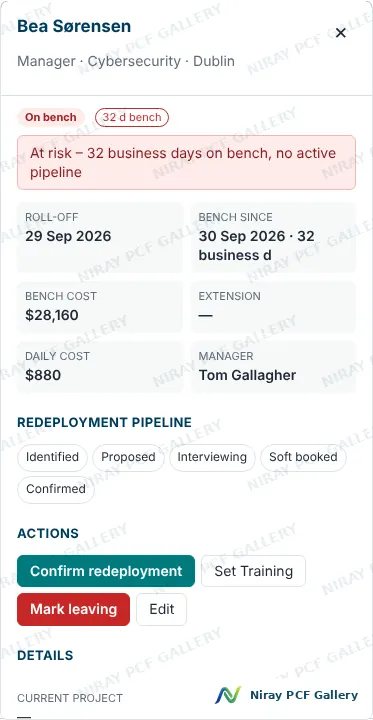 Bea Sørensen
✕
Manager · Cybersecurity · Dublin
On bench
32 d bench
At risk – 32 business days on bench, no active
pipeline
ROLL-OFF
29 Sep 2026
BENCH SINCE
30 Sep 2026 · 32
business d
BENCH COST
$28,160
EXTENSION
—
DAILY COST
$880
MANAGER
Tom Gallagher
REDEPLOYMENT PIPELINE
Identified
Proposed
Interviewing
Soft booked
Confirmed
ACTIONS
Confirm redeployment
Set Training
Mark leaving
Edit
DETAILS
CURRENT PROJECT
—
Niray PCF Gallery
NIRAY PCF GALLERY